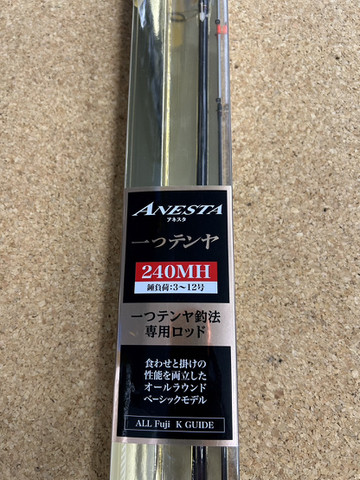 ANESTA
アネスタ
一つテンヤ
240MH
錘負荷:3〜12号
一つテンヤ釣法
専用ロッド
食わせと掛けの
性能を両立した
オールラウンド
ベーシックモデル
ALL Fuji K GUIDE